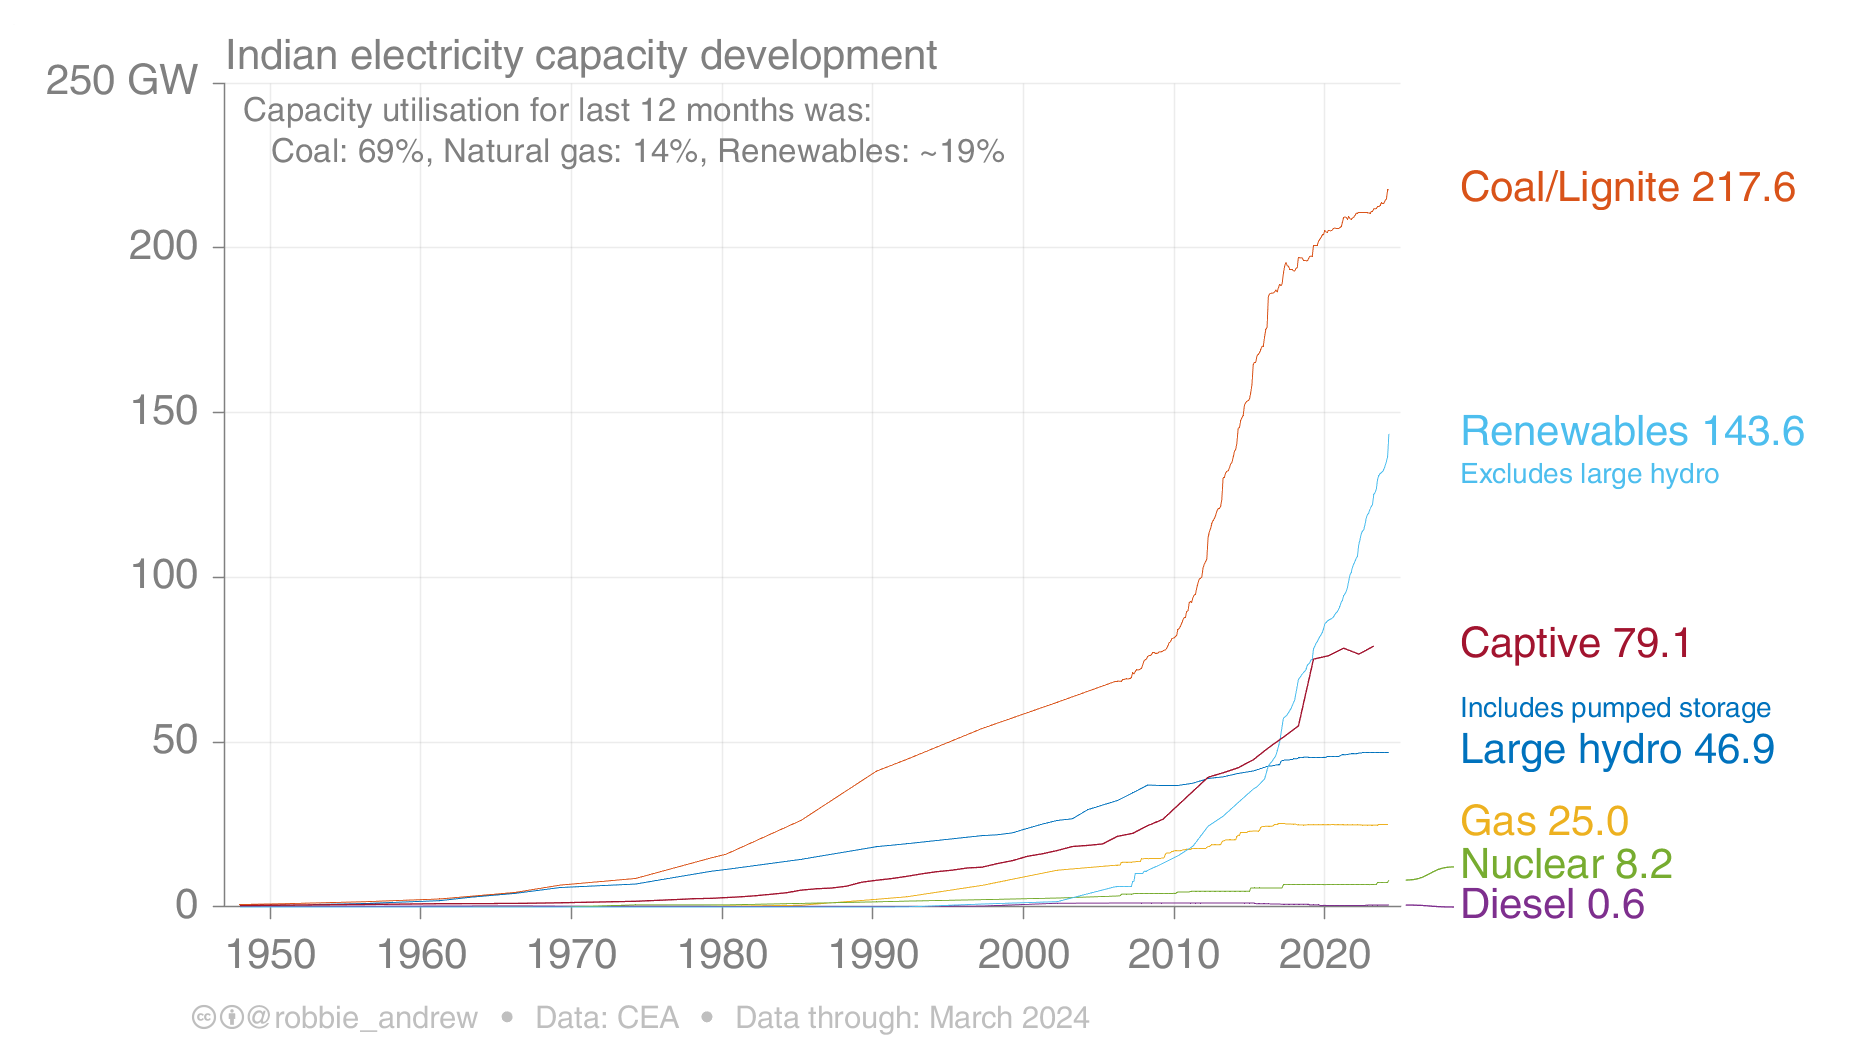 Indian electricity capacity development
250 GW
Capacity utilisation for last 12 months was:
Coal: 69%, Natural gas: 14%, Renewables: ~19%
Coal/Lignite 217.6
200
150
Renewables 143.6
Excludes large hydro
100
Captive 79.1
Includes pumped storage
50
Large hydro 46.9
Gas 25.0
Nuclear 8.2
0
Diesel 0.6
1950 1960 1970 1980 1990 2000 2010 2020
cc @robbie_andrew • Data: CEA • Data through: March 2024